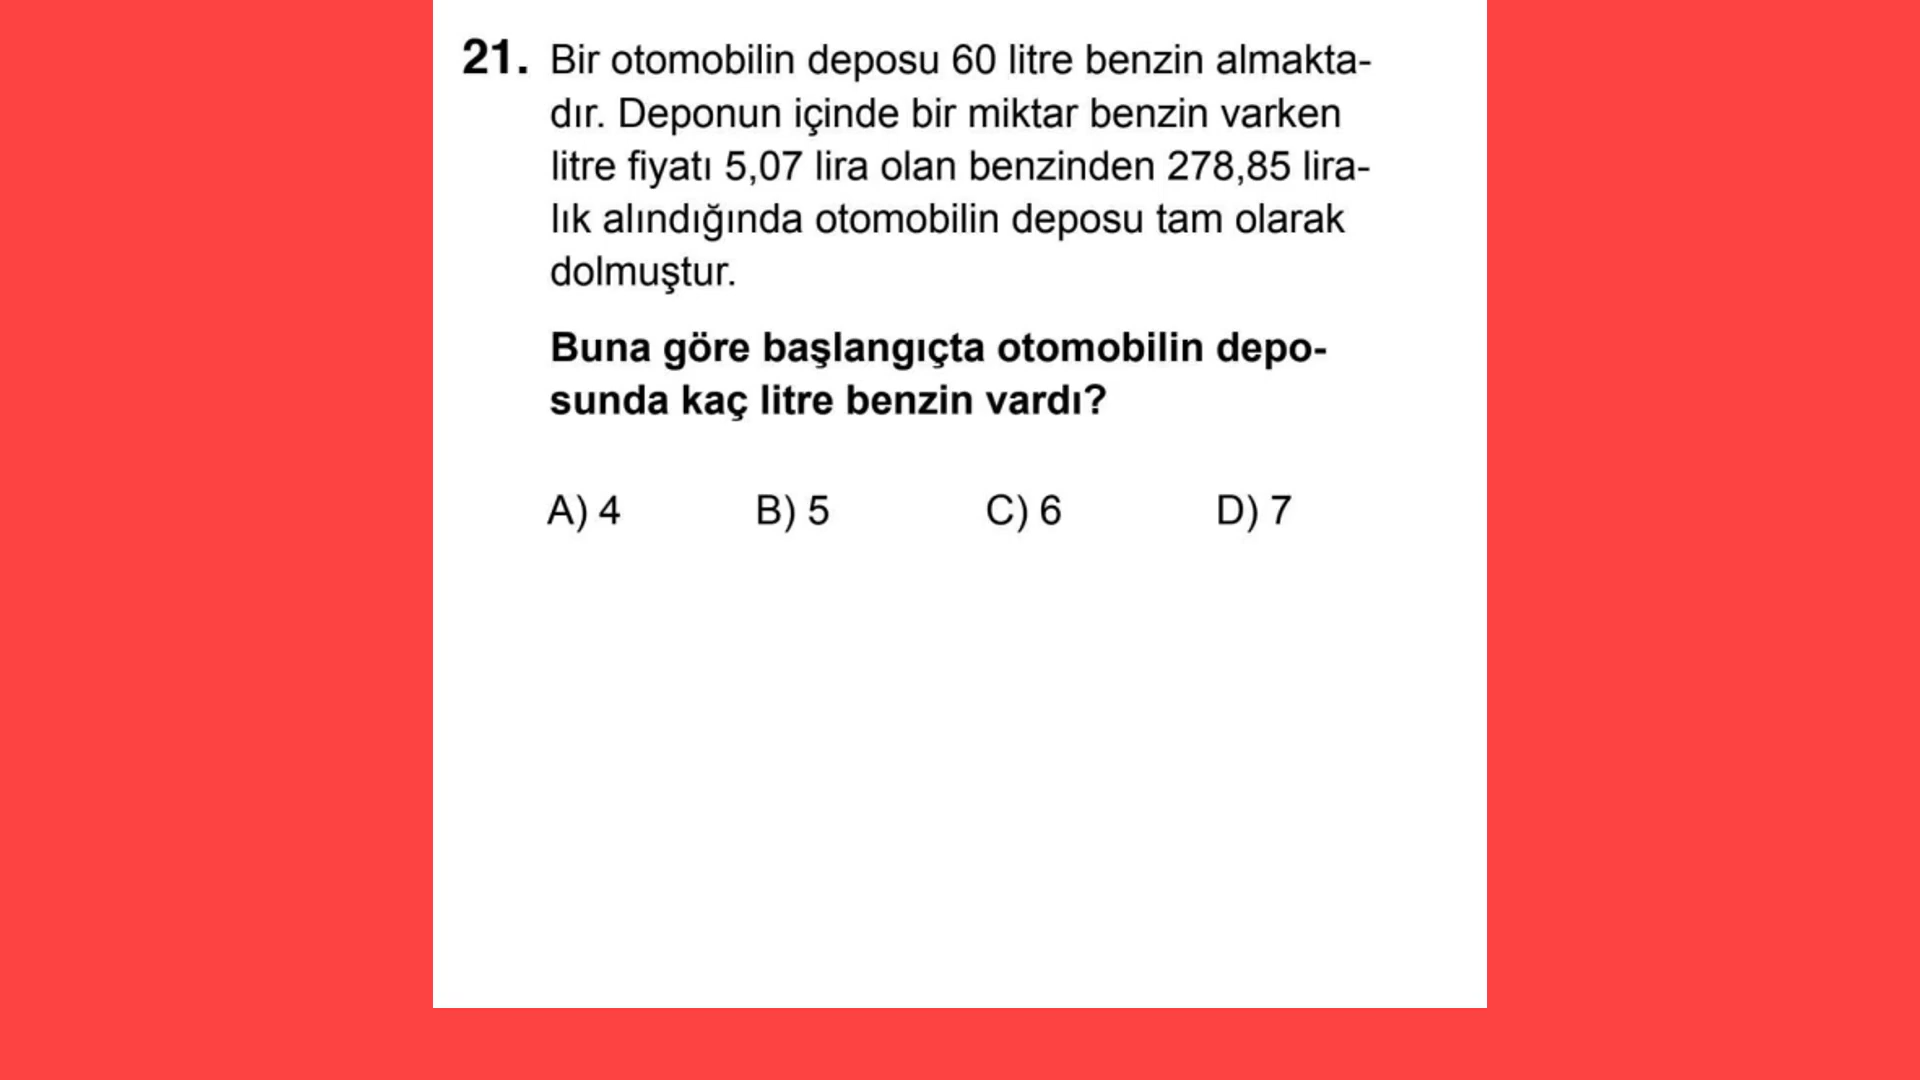 21. Bir otomobilin deposu 60 litre benzin almakta-
dır. Deponun içinde bir miktar benzin varken
litre fiyatı 5,07 lira olan benzinden 278,85 lira-
lık alındığında otomobilin deposu tam olarak
dolmuştur.
Buna göre başlangıçta otomobilin depo-
sunda kaç litre benzin vardı?
A) 4 B) 5 C) 6 D) 7